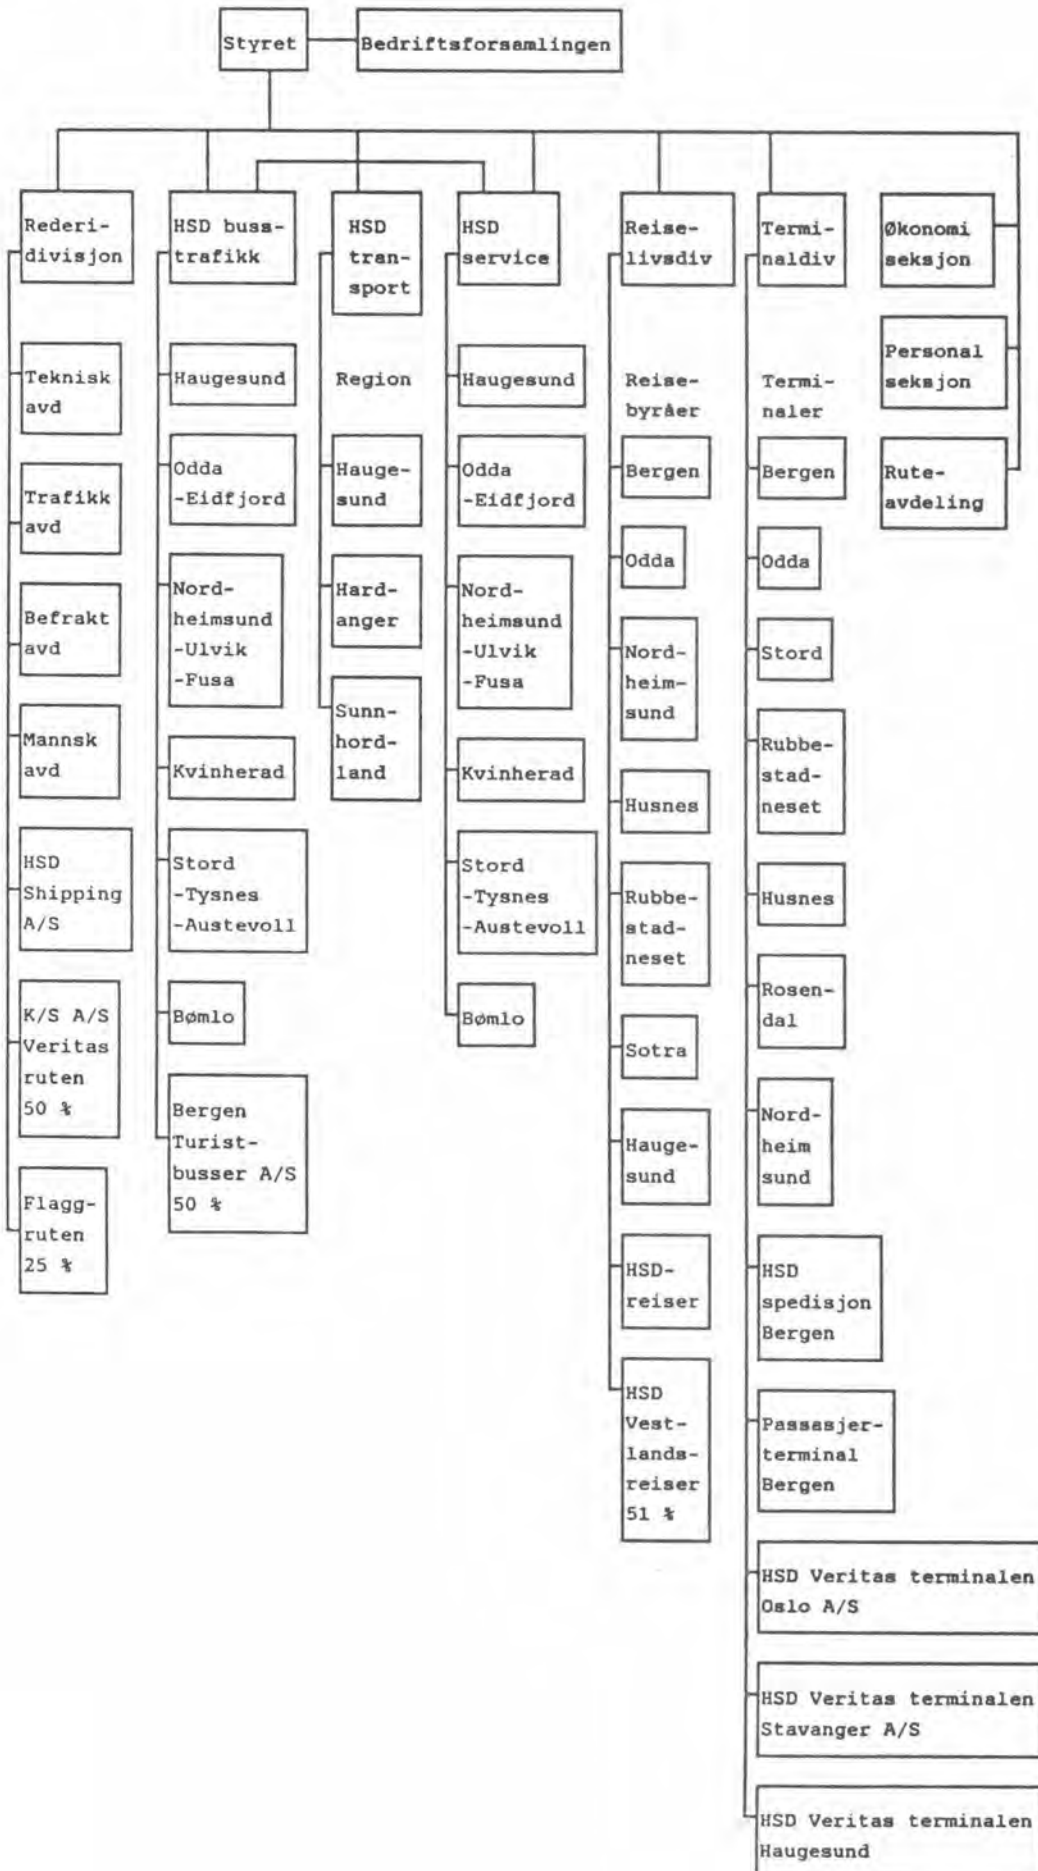 Styret
Bedriftsforsamlingen
Rederi-
divisjon
Teknisk
avd
Trafikk
avd
Befrakt
avd
Mannsk
avd
HSD
Shipping
A/S
K/S A/S
Veritas
ruten
50 %
Flagg-
ruten
25 %
HSD buss-
trafikk
Haugesund
Odda
-Eidfjord
Nord-
heimsund
-Ulvik
-Fusa
Kvinherad
Stord
-Tysnes
-Austevoll
Bømlo
Bergen
Turist-
busser A/S
50 %
HSD
tran-
sport
Region
Hauge-
sund
Hard-
anger
Sunn-
hord-
land
HSD
service
Haugesund
Odda
-Eidfjord
Nord-
heimsund
-Ulvik
-Fusa
Kvinherad
Stord
-Tysnes
-Austevoll
Bømlo
Reise-
livsdiv
Reise-
byråer
Bergen
Odda
Nord-
heim-
sund
Husnes
Rubbe-
stad-
neset
Sotra
Hauge-
sund
HSD-
reiser
HSD
Vest-
lands-
reiser
51 %
Termi-
naldiv
Termi-
naler
Bergen
Odda
Stord
Rubbe-
stad-
neset
Husnes
Rosen-
dal
Nord-
heim
sund
HSD
spedisjon
Bergen
Passasjer-
terminal
Bergen
HSD Veritas terminalen
Oslo A/S
HSD Veritas terminalen
Stavanger A/S
HSD Veritas terminalen
Haugesund
Økonomi
seksjon
Personal
seksjon
Rute-
avdeling